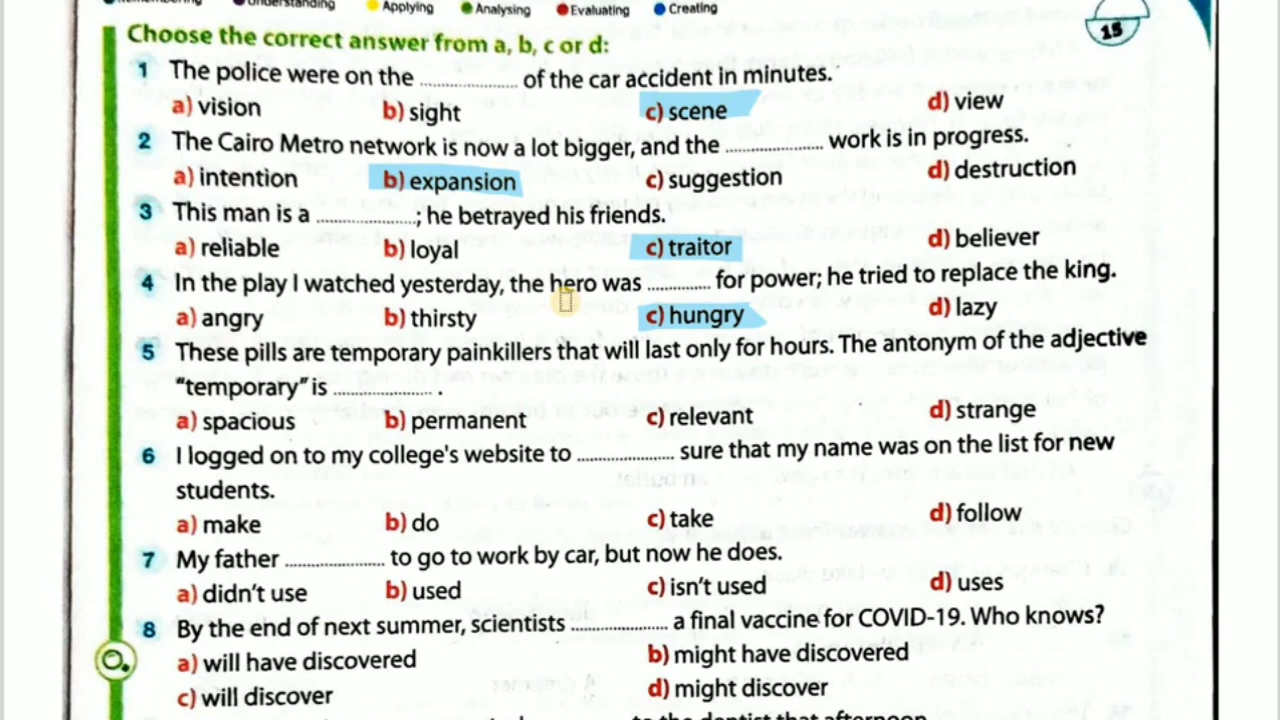 Understanding Applying Analysing Evaluating Creating
15
Choose the correct answer from a, b, c or d:
1 The police were on the .................... of the car accident in minutes.
a) vision b) sight c) scene d) view
2 The Cairo Metro network is now a lot bigger, and the .................... work is in progress.
a) intention b) expansion c) suggestion d) destruction
3 This man is a ....................; he betrayed his friends.
a) reliable b) loyal c) traitor d) believer
4 In the play I watched yesterday, the hero was ............. for power; he tried to replace the king.
a) angry b) thirsty c) hungry d) lazy
5 These pills are temporary painkillers that will last only for hours. The antonym of the adjective
"temporary" is .................... .
a) spacious b) permanent c) relevant d) strange
6 I logged on to my college's website to .................... sure that my name was on the list for new
students.
a) make b) do c) take d) follow
7 My father .................... to go to work by car, but now he does.
a) didn't use b) used c) isn't used d) uses
8 By the end of next summer, scientists .................... a final vaccine for COVID-19. Who knows?
a) will have discovered b) might have discovered
c) will discover d) might discover
to the dentist that afternoon